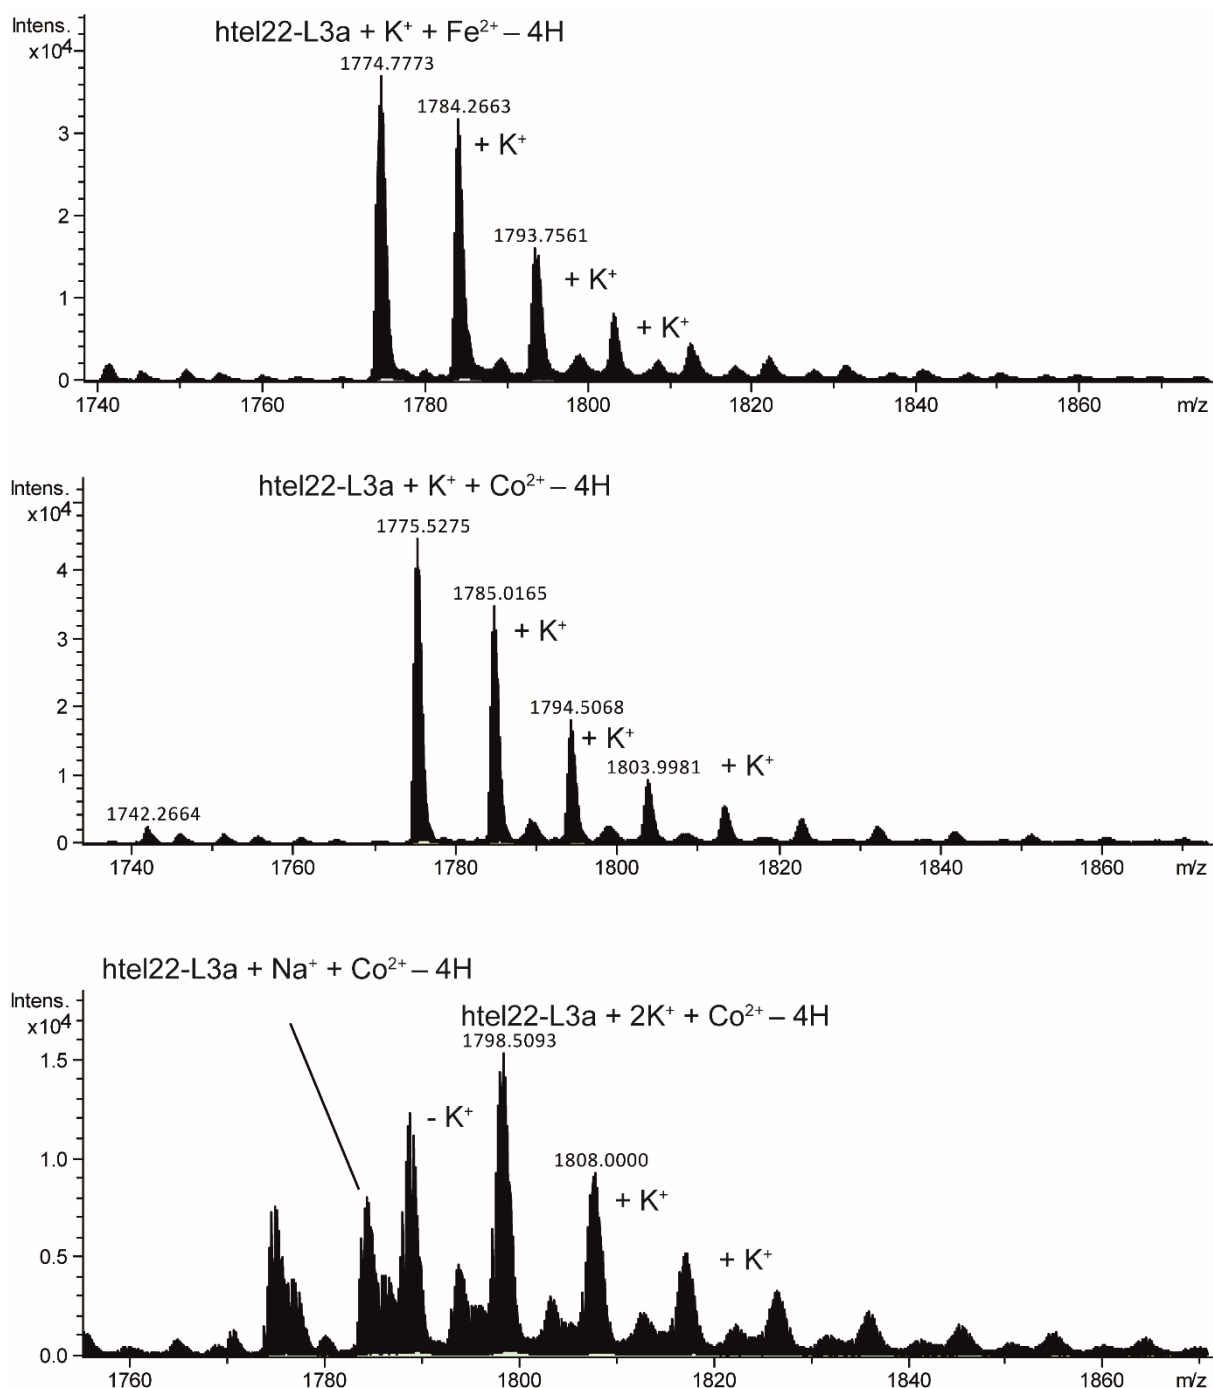 htel22-L3a + K⁺ + Fe²⁺ – 4H
Intens.
x10⁴
1774.7773
1784.2663
+ K⁺
1793.7561
+ K⁺
+ K⁺
3
2
1
0
1740 1760 1780 1800 1820 1840 1860 m/z
htel22-L3a + K⁺ + Co²⁺ – 4H
Intens.
x10⁴
1775.5275
1785.0165
+ K⁺
1794.5068
+ K⁺
1803.9981 + K⁺
1742.2664
4
3
2
1
0
1740 1760 1780 1800 1820 1840 1860 m/z
htel22-L3a + Na⁺ + Co²⁺ – 4H
Intens.
x10⁴
htel22-L3a + 2K⁺ + Co²⁺ – 4H
1798.5093
- K⁺
1808.0000
+ K⁺
+ K⁺
1.5
1.0
0.5
0.0
1760 1780 1800 1820 1840 1860 m/z